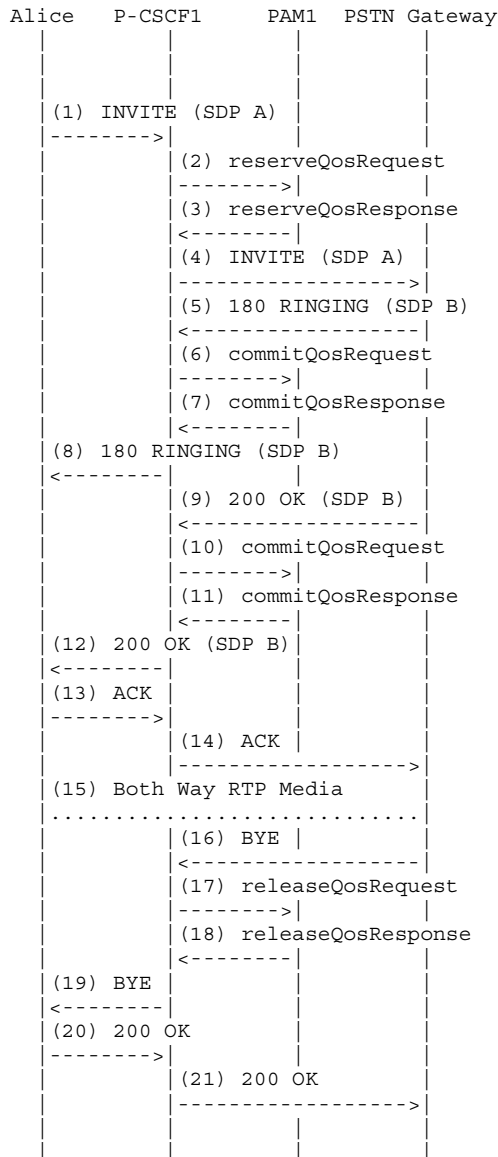 Alice P-CSCF1 PAM1 PSTN Gateway
(1) INVITE (SDP A)
(2) reserveQosRequest
(3) reserveQosResponse
(4) INVITE (SDP A)
(5) 180 RINGING (SDP B)
(6) commitQosRequest
(7) commitQosResponse
(8) 180 RINGING (SDP B)
(9) 200 OK (SDP B)
(10) commitQosRequest
(11) commitQosResponse
(12) 200 OK (SDP B)
(13) ACK
(14) ACK
(15) Both Way RTP Media
(16) BYE
(17) releaseQosRequest
(18) releaseQosResponse
(19) BYE
(20) 200 OK
(21) 200 OK